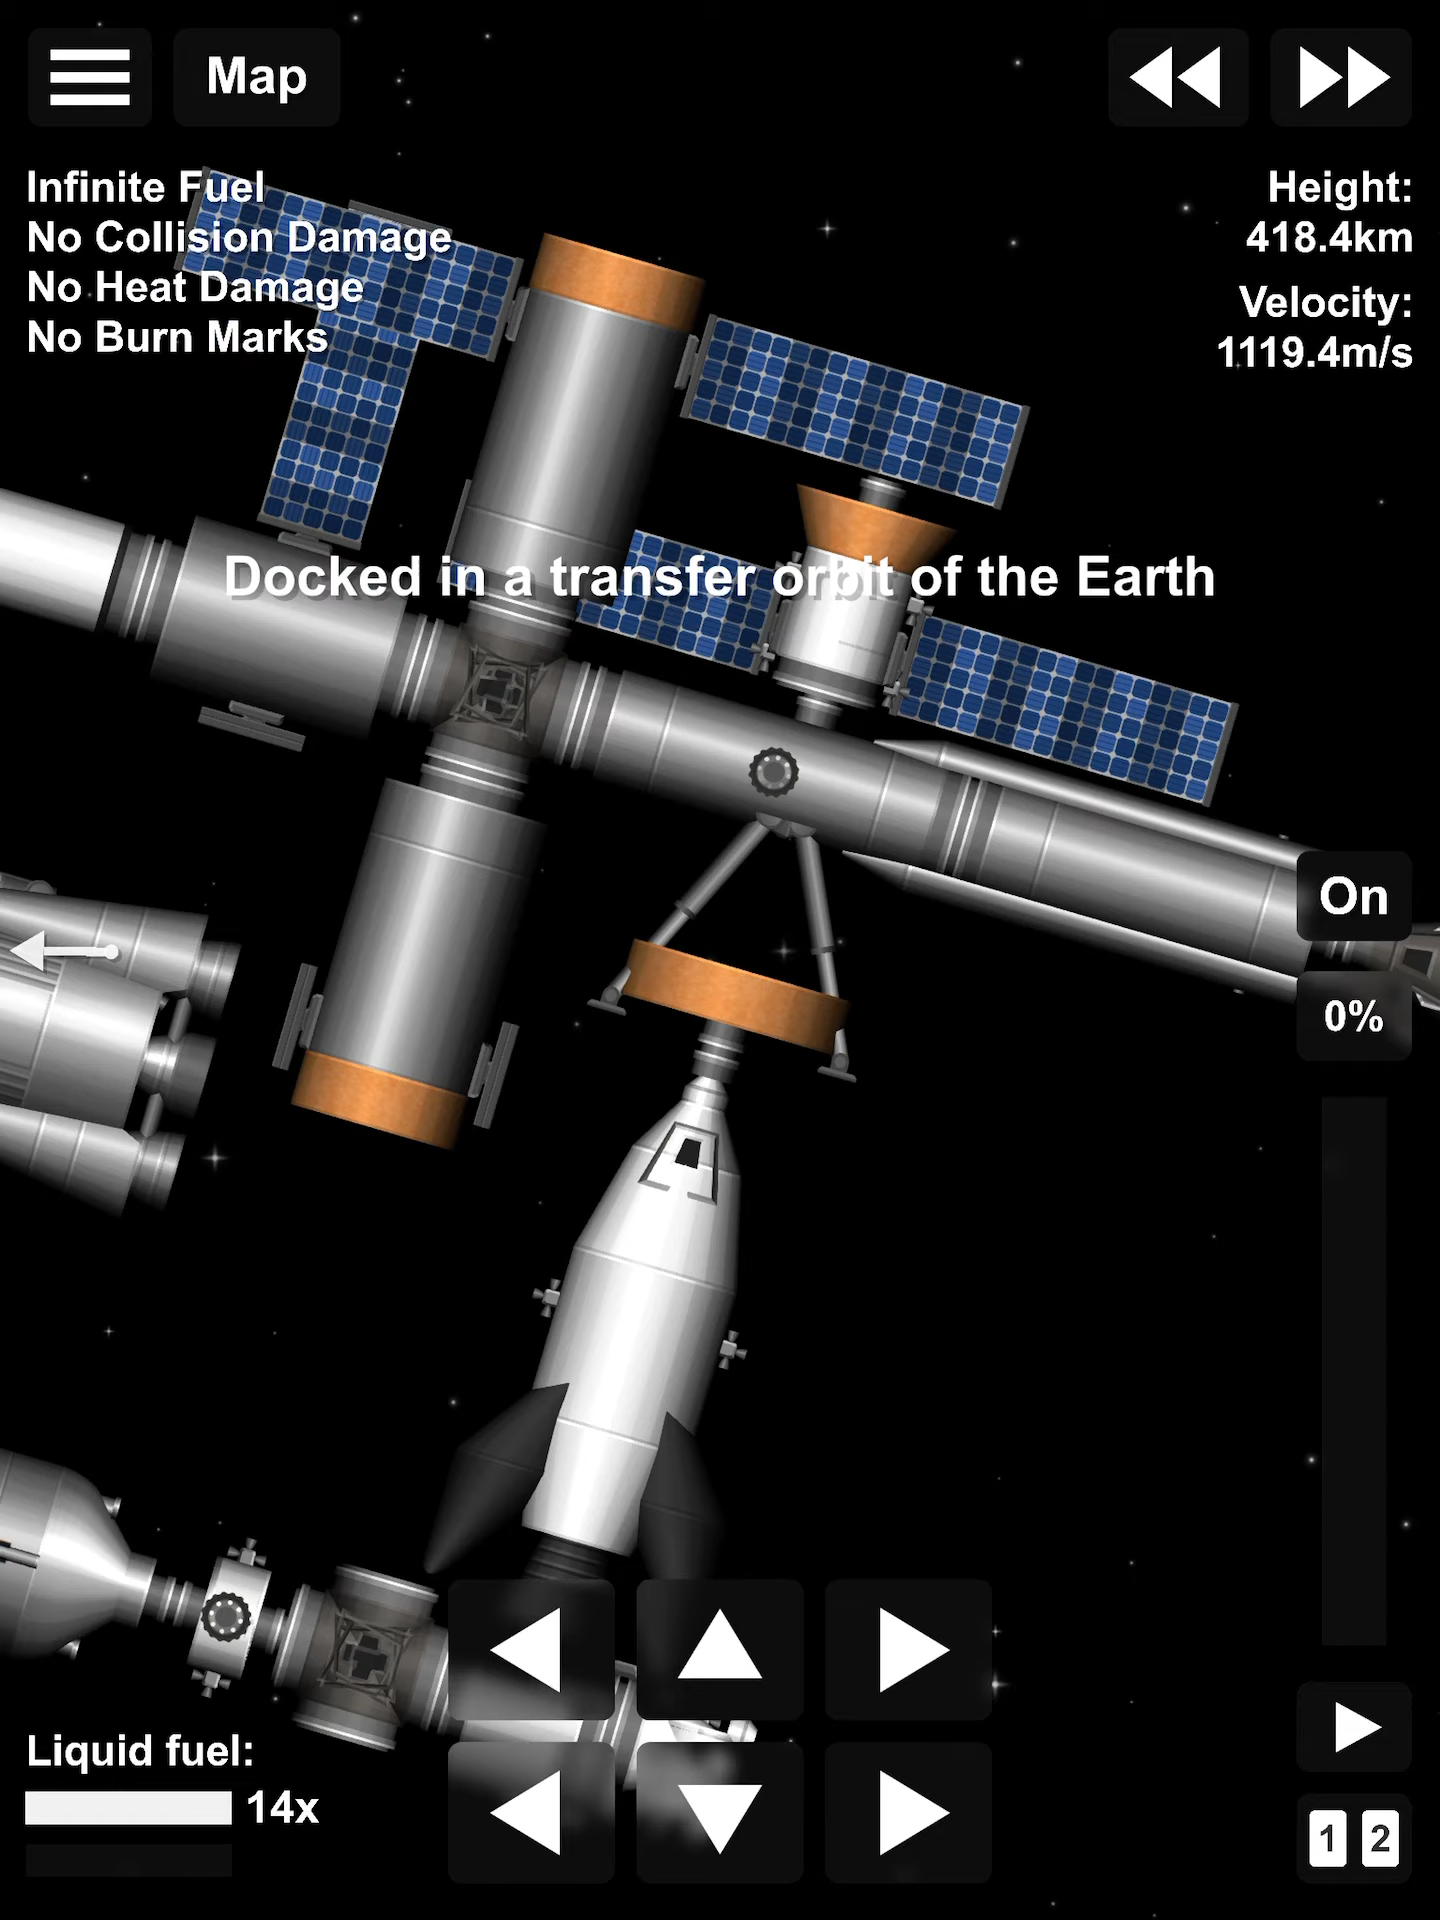 Map
Infinite Fuel
No Collision Damage
No Heat Damage
No Burn Marks
Height:
418.4km
Velocity:
1119.4m/s
Docked in a transfer orbit of the Earth
On
0%
Liquid fuel:
14x
1 2